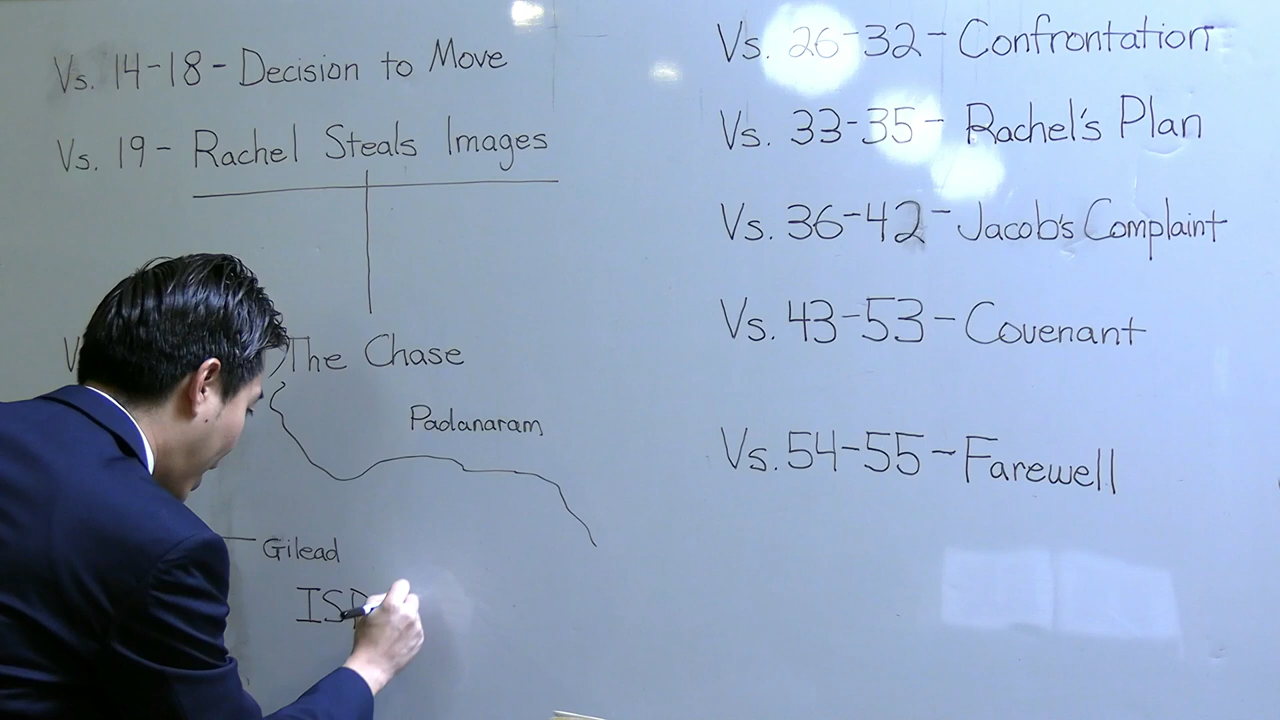 Vs. 14-18- Decision to Move
Vs. 19- Rachel Steals Images
The Chase
Padanaram
Gilead
Vs. 26-32- Confrontation
Vs. 33-35- Rachel's Plan
Vs. 36-42- Jacob's Complaint
Vs. 43-53- Covenant
Vs. 54-55- Farewell